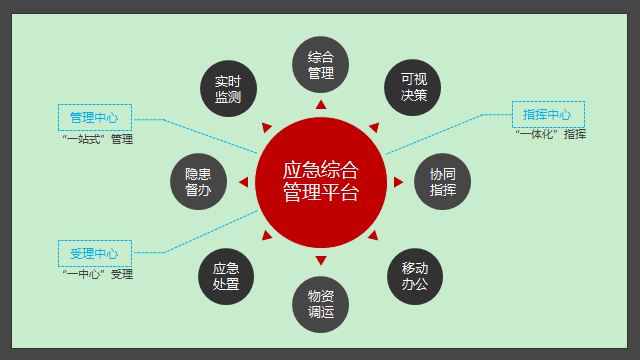 综合
管理
实时
监测
可视
决策
管理中心
“一站式”管理
指挥中心
“一体化”指挥
隐患
督办
应急综合
管理平台
协同
指挥
受理中心
“一中心”受理
应急
处置
移动
办公
物资
调运